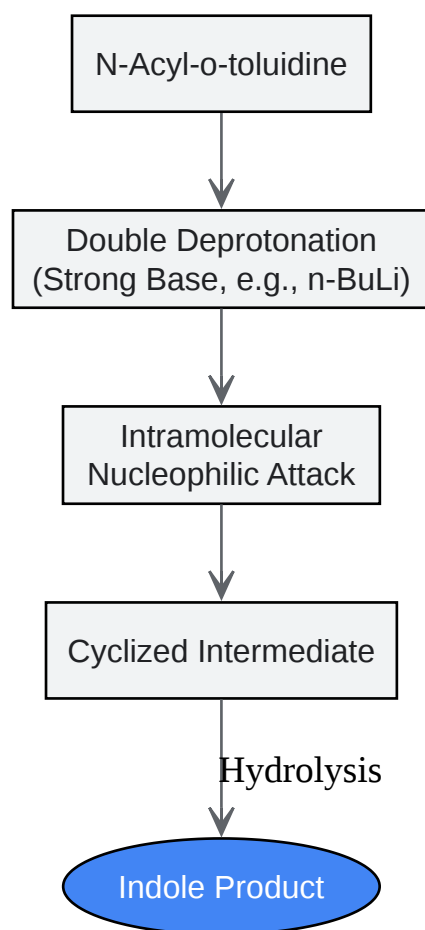 N-Acyl-o-toluidine
Double Deprotonation
(Strong Base, e.g., n-BuLi)
Intramolecular
Nucleophilic Attack
Cyclized Intermediate
Hydrolysis
Indole Product